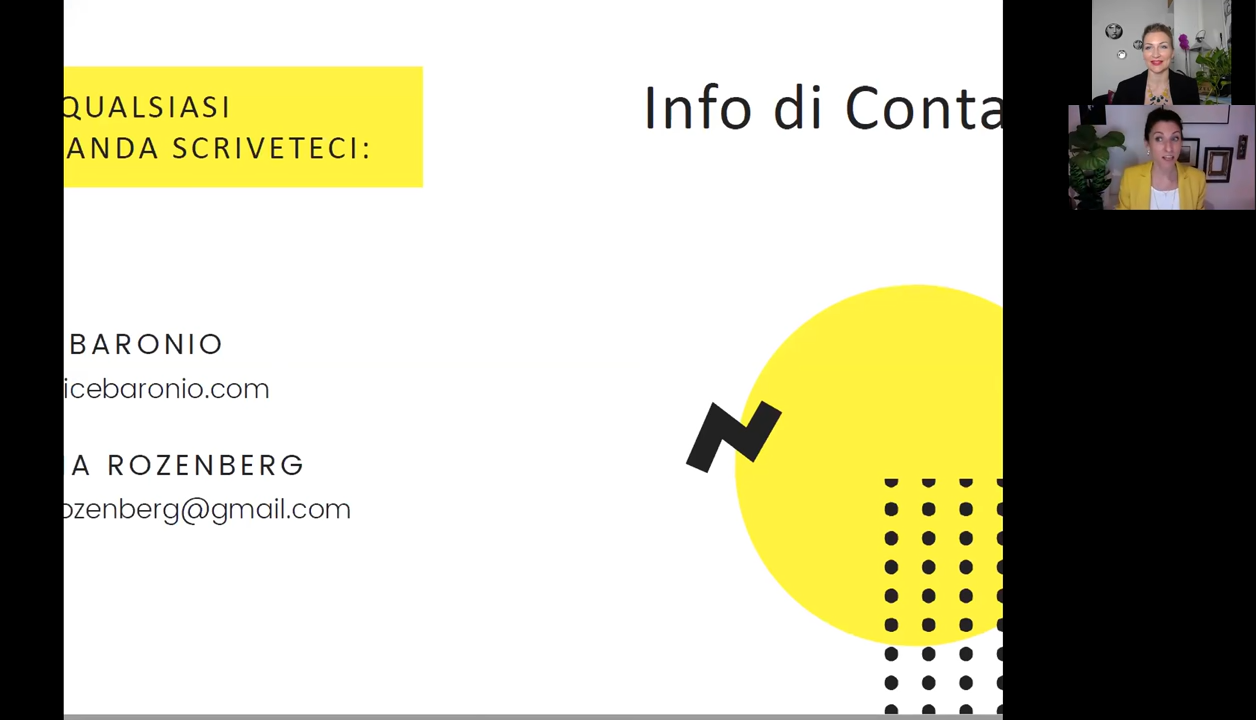 QUALSIASI
ANDA SCRIVETECI:
Info di Conta
BARONIO
icebaronio.com
IA ROZENBERG
ozenberg@gmail.com